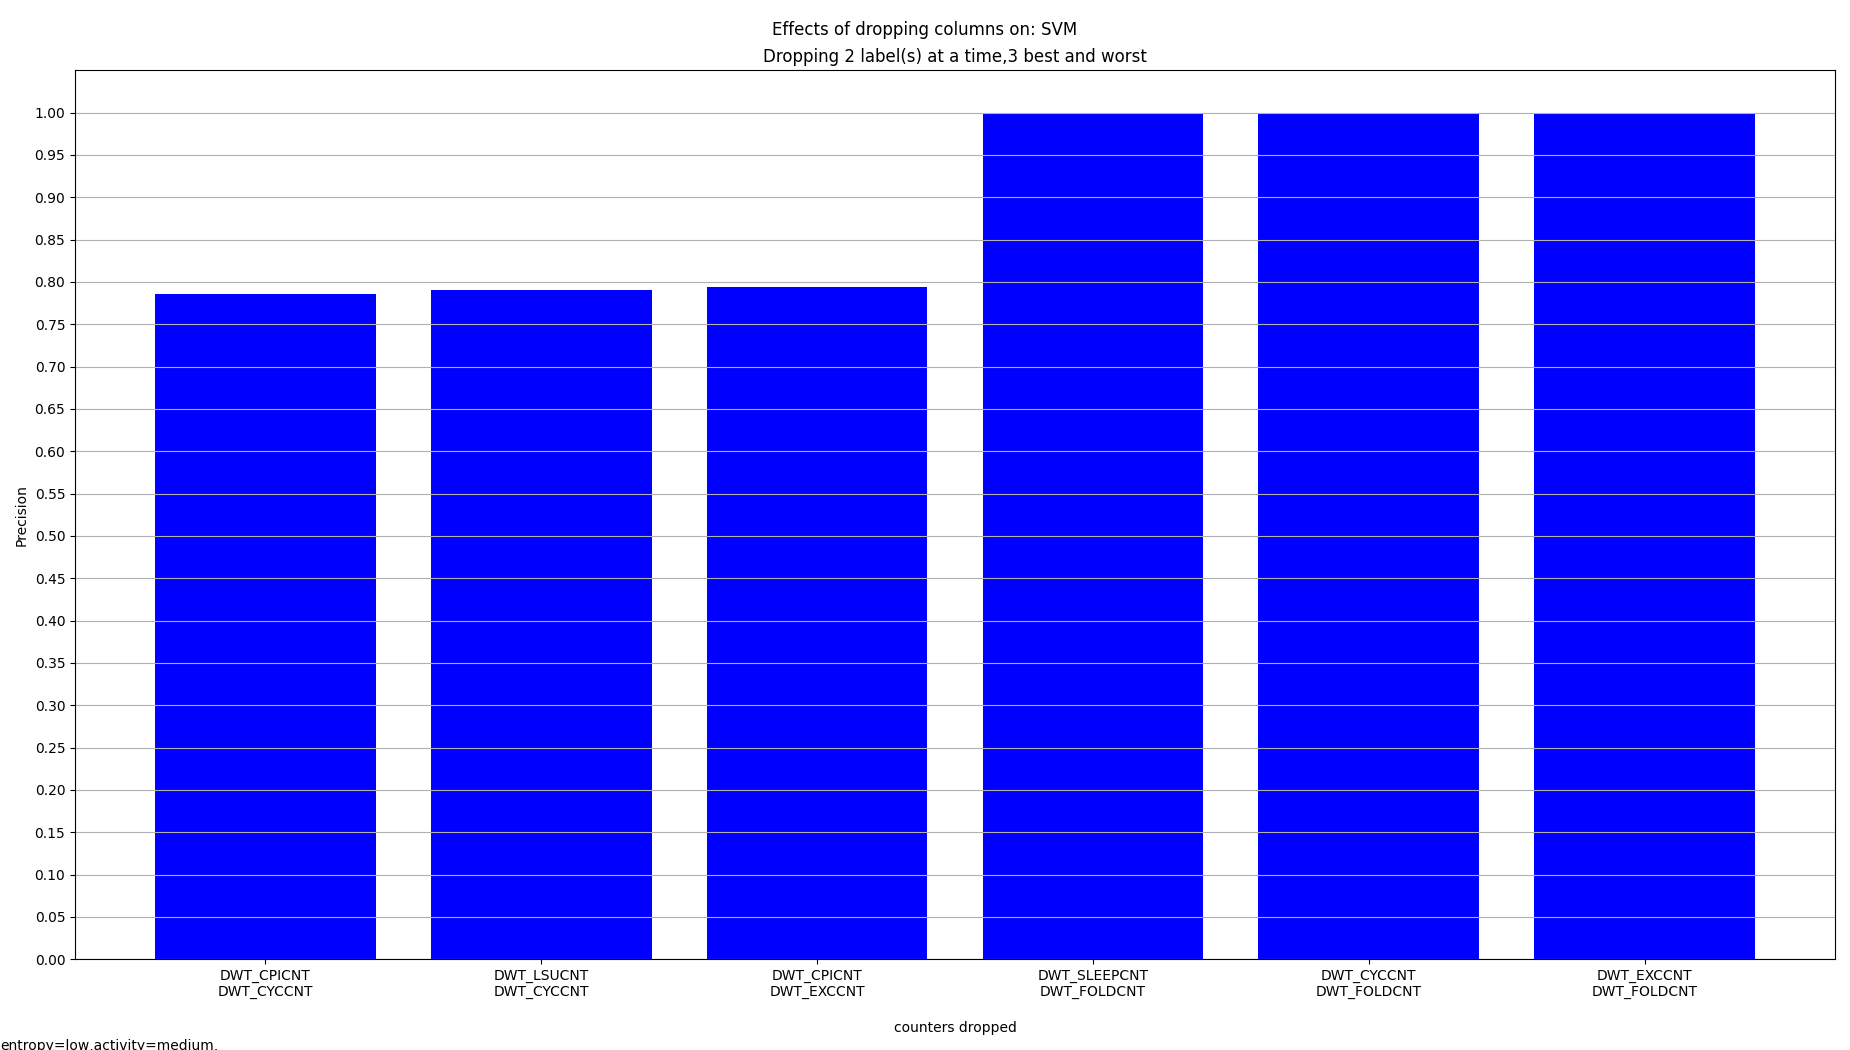 Effects of dropping columns on: SVM
Dropping 2 label(s) at a time,3 best and worst
1.00
0.95
0.90
0.85
0.80
0.75
0.70
0.65
0.60
0.55
0.50
0.45
0.40
0.35
0.30
0.25
0.20
0.15
0.10
0.05
0.00
Precision
DWT_CPICNT
DWT_CYCCNT
DWT_LSUCNT
DWT_CYCCNT
DWT_CPICNT
DWT_EXCCNT
DWT_SLEEPCNT
DWT_FOLDCNT
DWT_CYCCNT
DWT_FOLDCNT
DWT_EXCCNT
DWT_FOLDCNT
counters dropped
entropy=low,activity=medium,